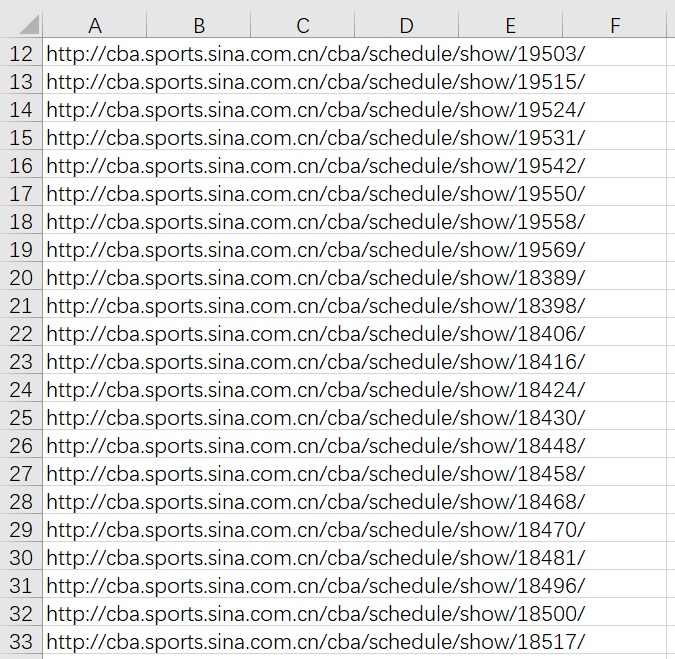 A B C D E F
12 http://cba.sports.sina.com.cn/cba/schedule/show/19503/
13 http://cba.sports.sina.com.cn/cba/schedule/show/19515/
14 http://cba.sports.sina.com.cn/cba/schedule/show/19524/
15 http://cba.sports.sina.com.cn/cba/schedule/show/19531/
16 http://cba.sports.sina.com.cn/cba/schedule/show/19542/
17 http://cba.sports.sina.com.cn/cba/schedule/show/19550/
18 http://cba.sports.sina.com.cn/cba/schedule/show/19558/
19 http://cba.sports.sina.com.cn/cba/schedule/show/19569/
20 http://cba.sports.sina.com.cn/cba/schedule/show/18389/
21 http://cba.sports.sina.com.cn/cba/schedule/show/18398/
22 http://cba.sports.sina.com.cn/cba/schedule/show/18406/
23 http://cba.sports.sina.com.cn/cba/schedule/show/18416/
24 http://cba.sports.sina.com.cn/cba/schedule/show/18424/
25 http://cba.sports.sina.com.cn/cba/schedule/show/18430/
26 http://cba.sports.sina.com.cn/cba/schedule/show/18448/
27 http://cba.sports.sina.com.cn/cba/schedule/show/18458/
28 http://cba.sports.sina.com.cn/cba/schedule/show/18468/
29 http://cba.sports.sina.com.cn/cba/schedule/show/18470/
30 http://cba.sports.sina.com.cn/cba/schedule/show/18481/
31 http://cba.sports.sina.com.cn/cba/schedule/show/18496/
32 http://cba.sports.sina.com.cn/cba/schedule/show/18500/
33 http://cba.sports.sina.com.cn/cba/schedule/show/18517/